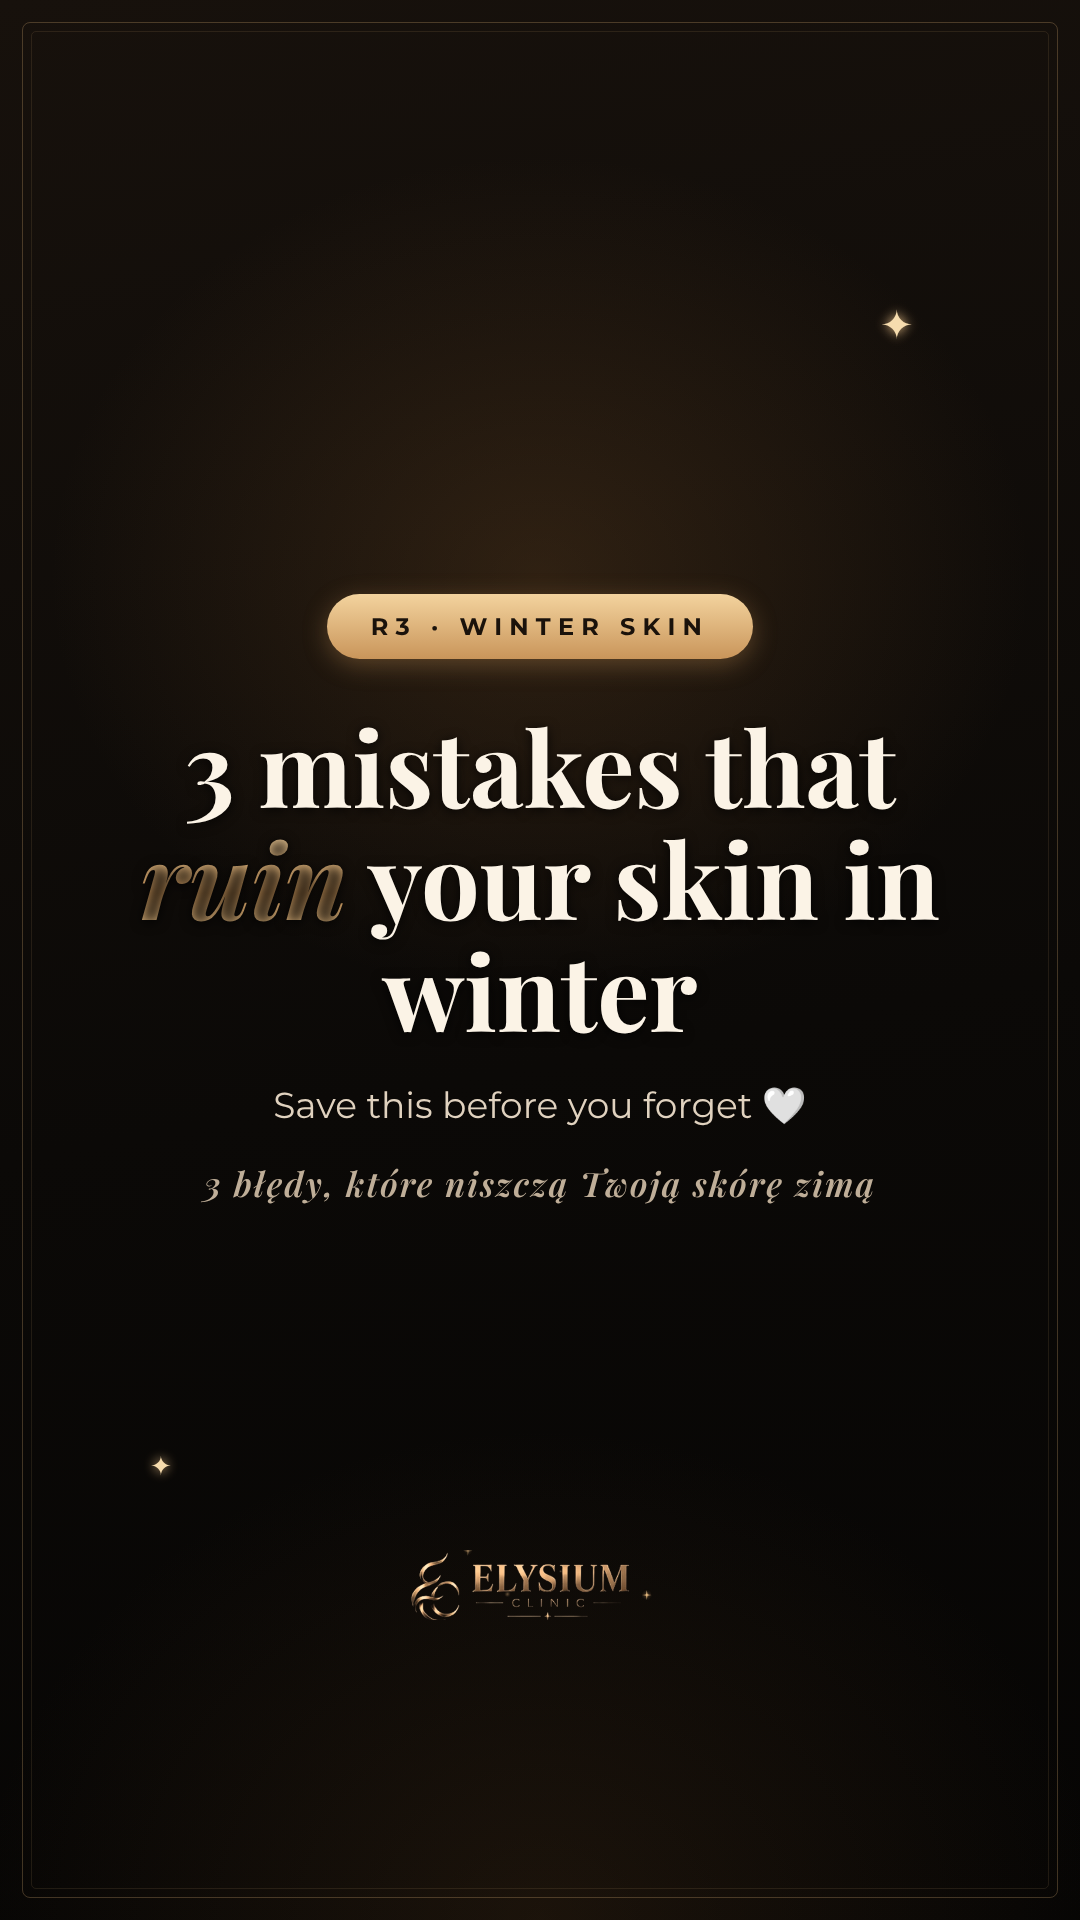 R3 · WINTER SKIN
3 mistakes that
ruin your skin in
winter
Save this before you forget 🤍
3 błędy, które niszczą Twoją skórę zimą
ELYSIUM
CLINIC